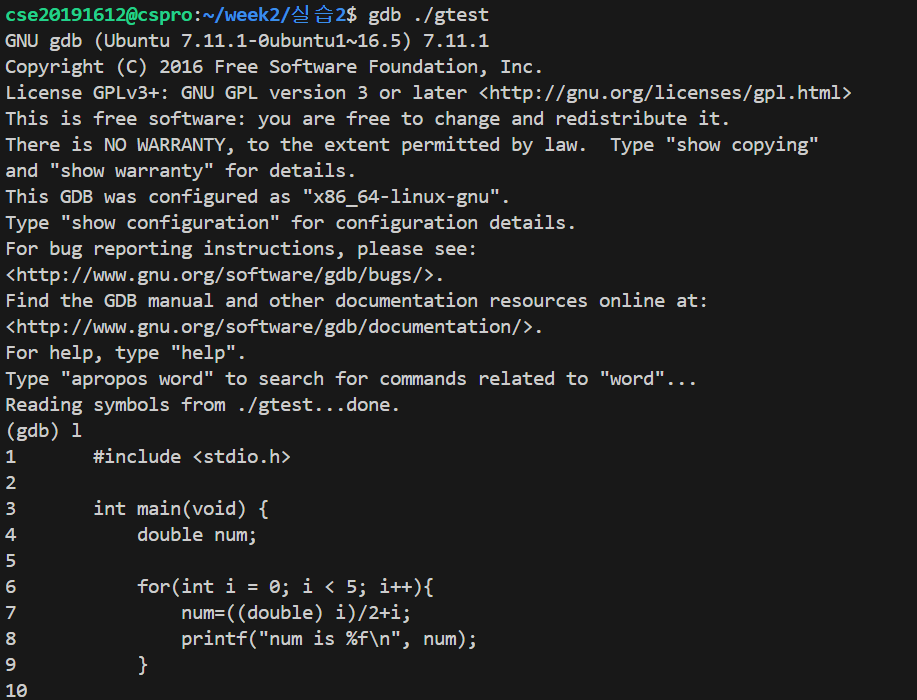 cse20191612@cspro:~/week2/실습2$ gdb ./gtest
GNU gdb (Ubuntu 7.11.1-0ubuntu1~16.5) 7.11.1
Copyright (C) 2016 Free Software Foundation, Inc.
License GPLv3+: GNU GPL version 3 or later <http://gnu.org/licenses/gpl.html>
This is free software: you are free to change and redistribute it.
There is NO WARRANTY, to the extent permitted by law.  Type "show copying"
and "show warranty" for details.
This GDB was configured as "x86_64-linux-gnu".
Type "show configuration" for configuration details.
For bug reporting instructions, please see:
<http://www.gnu.org/software/gdb/bugs/>.
Find the GDB manual and other documentation resources online at:
<http://www.gnu.org/software/gdb/documentation/>.
For help, type "help".
Type "apropos word" to search for commands related to "word"...
Reading symbols from ./gtest...done.
(gdb) l
1       #include <stdio.h>
2
3       int main(void) {
4           double num;
5
6           for(int i = 0; i < 5; i++){
7               num=((double) i)/2+i;
8               printf("num is %f\n", num);
9           }
10